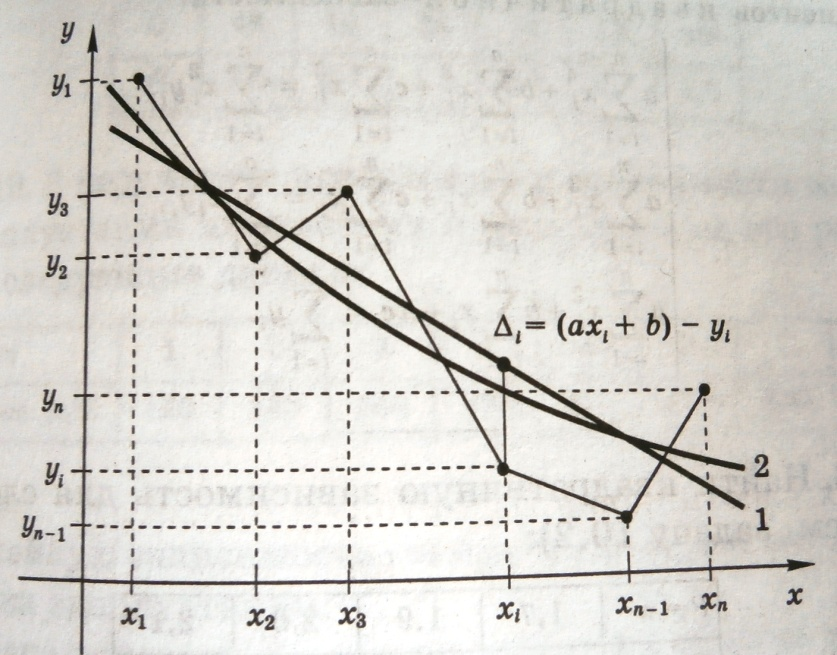 y
y₁
y₃
y₂
Δᵢ = (axᵢ + b) − yᵢ
yₙ
yᵢ
2
yₙ₋₁
1
x₁ x₂ x₃ xᵢ xₙ₋₁ xₙ x